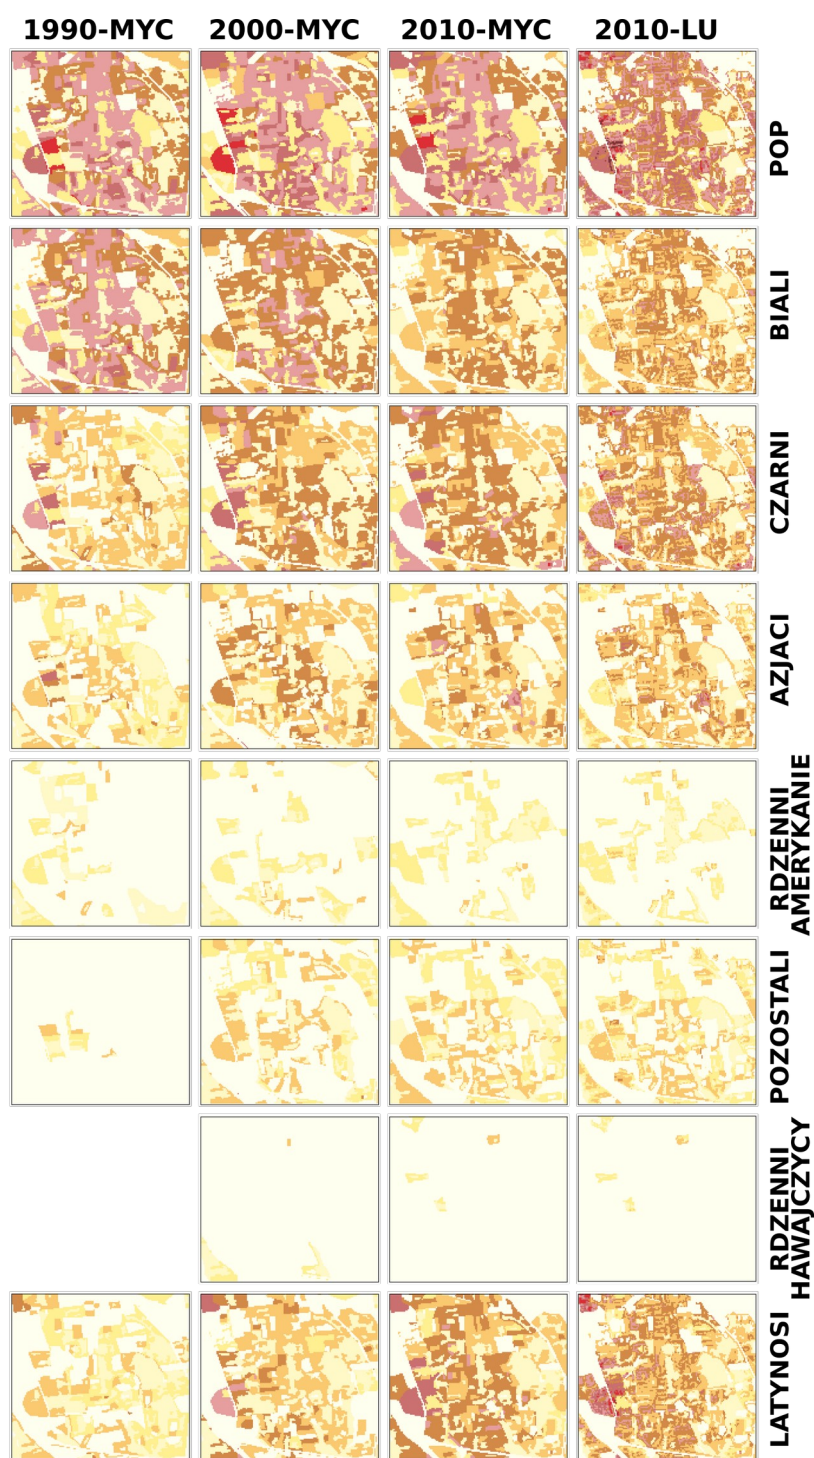 1990-MYC 2000-MYC 2010-MYC 2010-LU
POP
BIALI
CZARNI
AZJACI
RDZENNI
AMERYKANIE
POZOSTALI
RDZENNI
HAWAJCZYCY
LATYNOSI